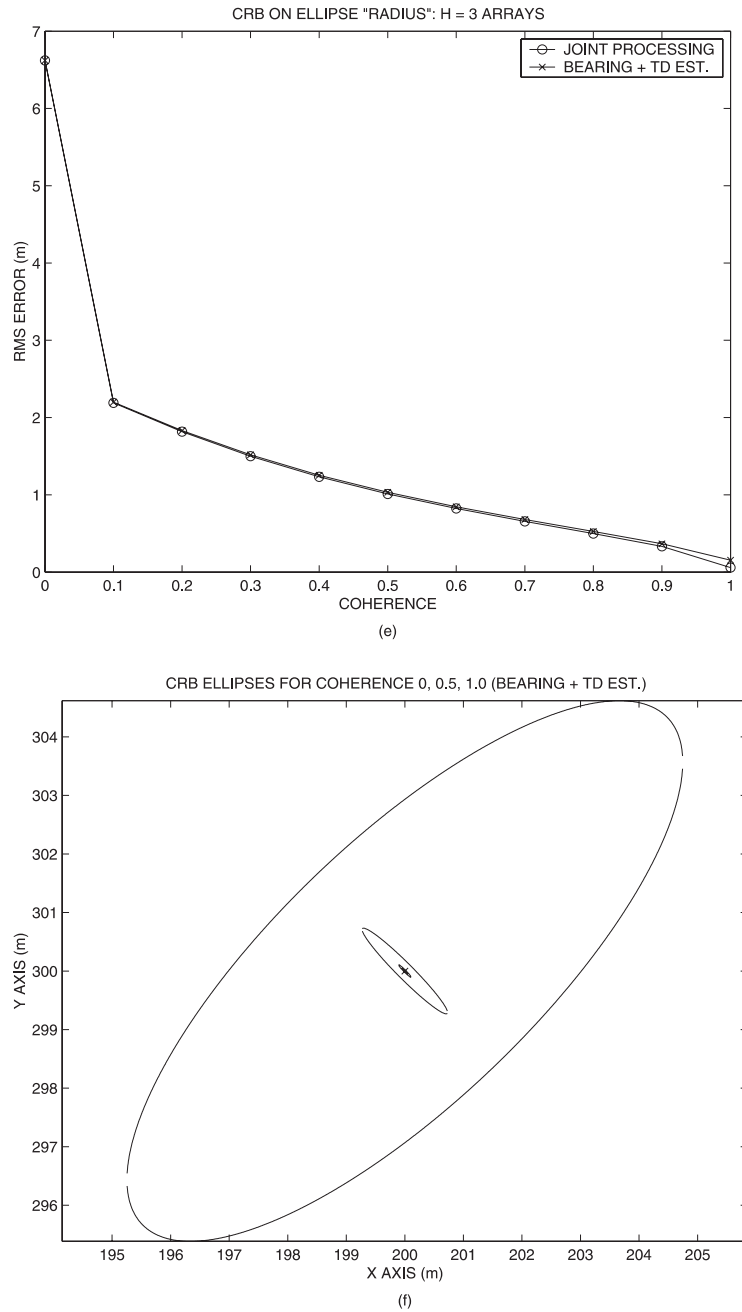 CRB ON ELLIPSE "RADIUS": H = 3 ARRAYS
JOINT PROCESSING
BEARING + TD EST.
7
6
5
4
3
2
1
0
RMS ERROR (m)
0 0.1 0.2 0.3 0.4 0.5 0.6 0.7 0.8 0.9 1
COHERENCE
(e)
CRB ELLIPSES FOR COHERENCE 0, 0.5, 1.0 (BEARING + TD EST.)
304
303
302
301
300
299
298
297
296
Y AXIS (m)
195 196 197 198 199 200 201 202 203 204 205
X AXIS (m)
(f)